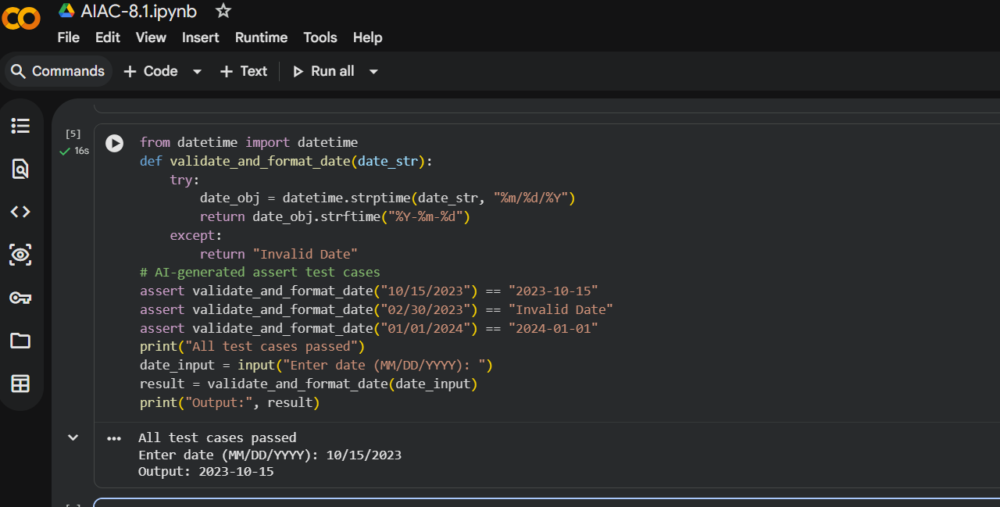 AIAC-8.1.ipynb
File Edit View Insert Runtime Tools Help
Commands + Code + Text Run all
[5]
16s
from datetime import datetime
def validate_and_format_date(date_str):
    try:
        date_obj = datetime.strptime(date_str, "%m/%d/%Y")
        return date_obj.strftime("%Y-%m-%d")
    except:
        return "Invalid Date"
# AI-generated assert test cases
assert validate_and_format_date("10/15/2023") == "2023-10-15"
assert validate_and_format_date("02/30/2023") == "Invalid Date"
assert validate_and_format_date("01/01/2024") == "2024-01-01"
print("All test cases passed")
date_input = input("Enter date (MM/DD/YYYY): ")
result = validate_and_format_date(date_input)
print("Output:", result)
All test cases passed
Enter date (MM/DD/YYYY): 10/15/2023
Output: 2023-10-15